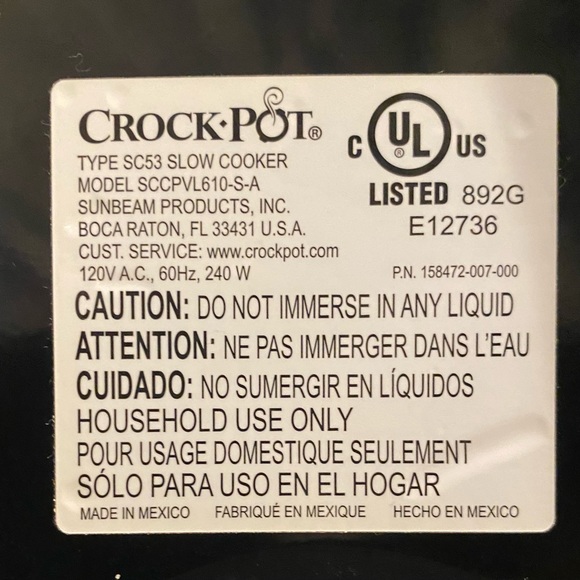 CROCK·POT®
TYPE SC53 SLOW COOKER
MODEL SCCPVL610-S-A
SUNBEAM PRODUCTS, INC.
BOCA RATON, FL 33431 U.S.A.
CUST. SERVICE: www.crockpot.com
120V A.C., 60Hz, 240 W
C UL® US
LISTED 892G
E12736
P.N. 158472-007-000
CAUTION: DO NOT IMMERSE IN ANY LIQUID
ATTENTION: NE PAS IMMERGER DANS L'EAU
CUIDADO: NO SUMERGIR EN LÍQUIDOS
HOUSEHOLD USE ONLY
POUR USAGE DOMESTIQUE SEULEMENT
SÓLO PARA USO EN EL HOGAR
MADE IN MEXICO FABRIQUÉ EN MEXIQUE HECHO EN MÉXICO